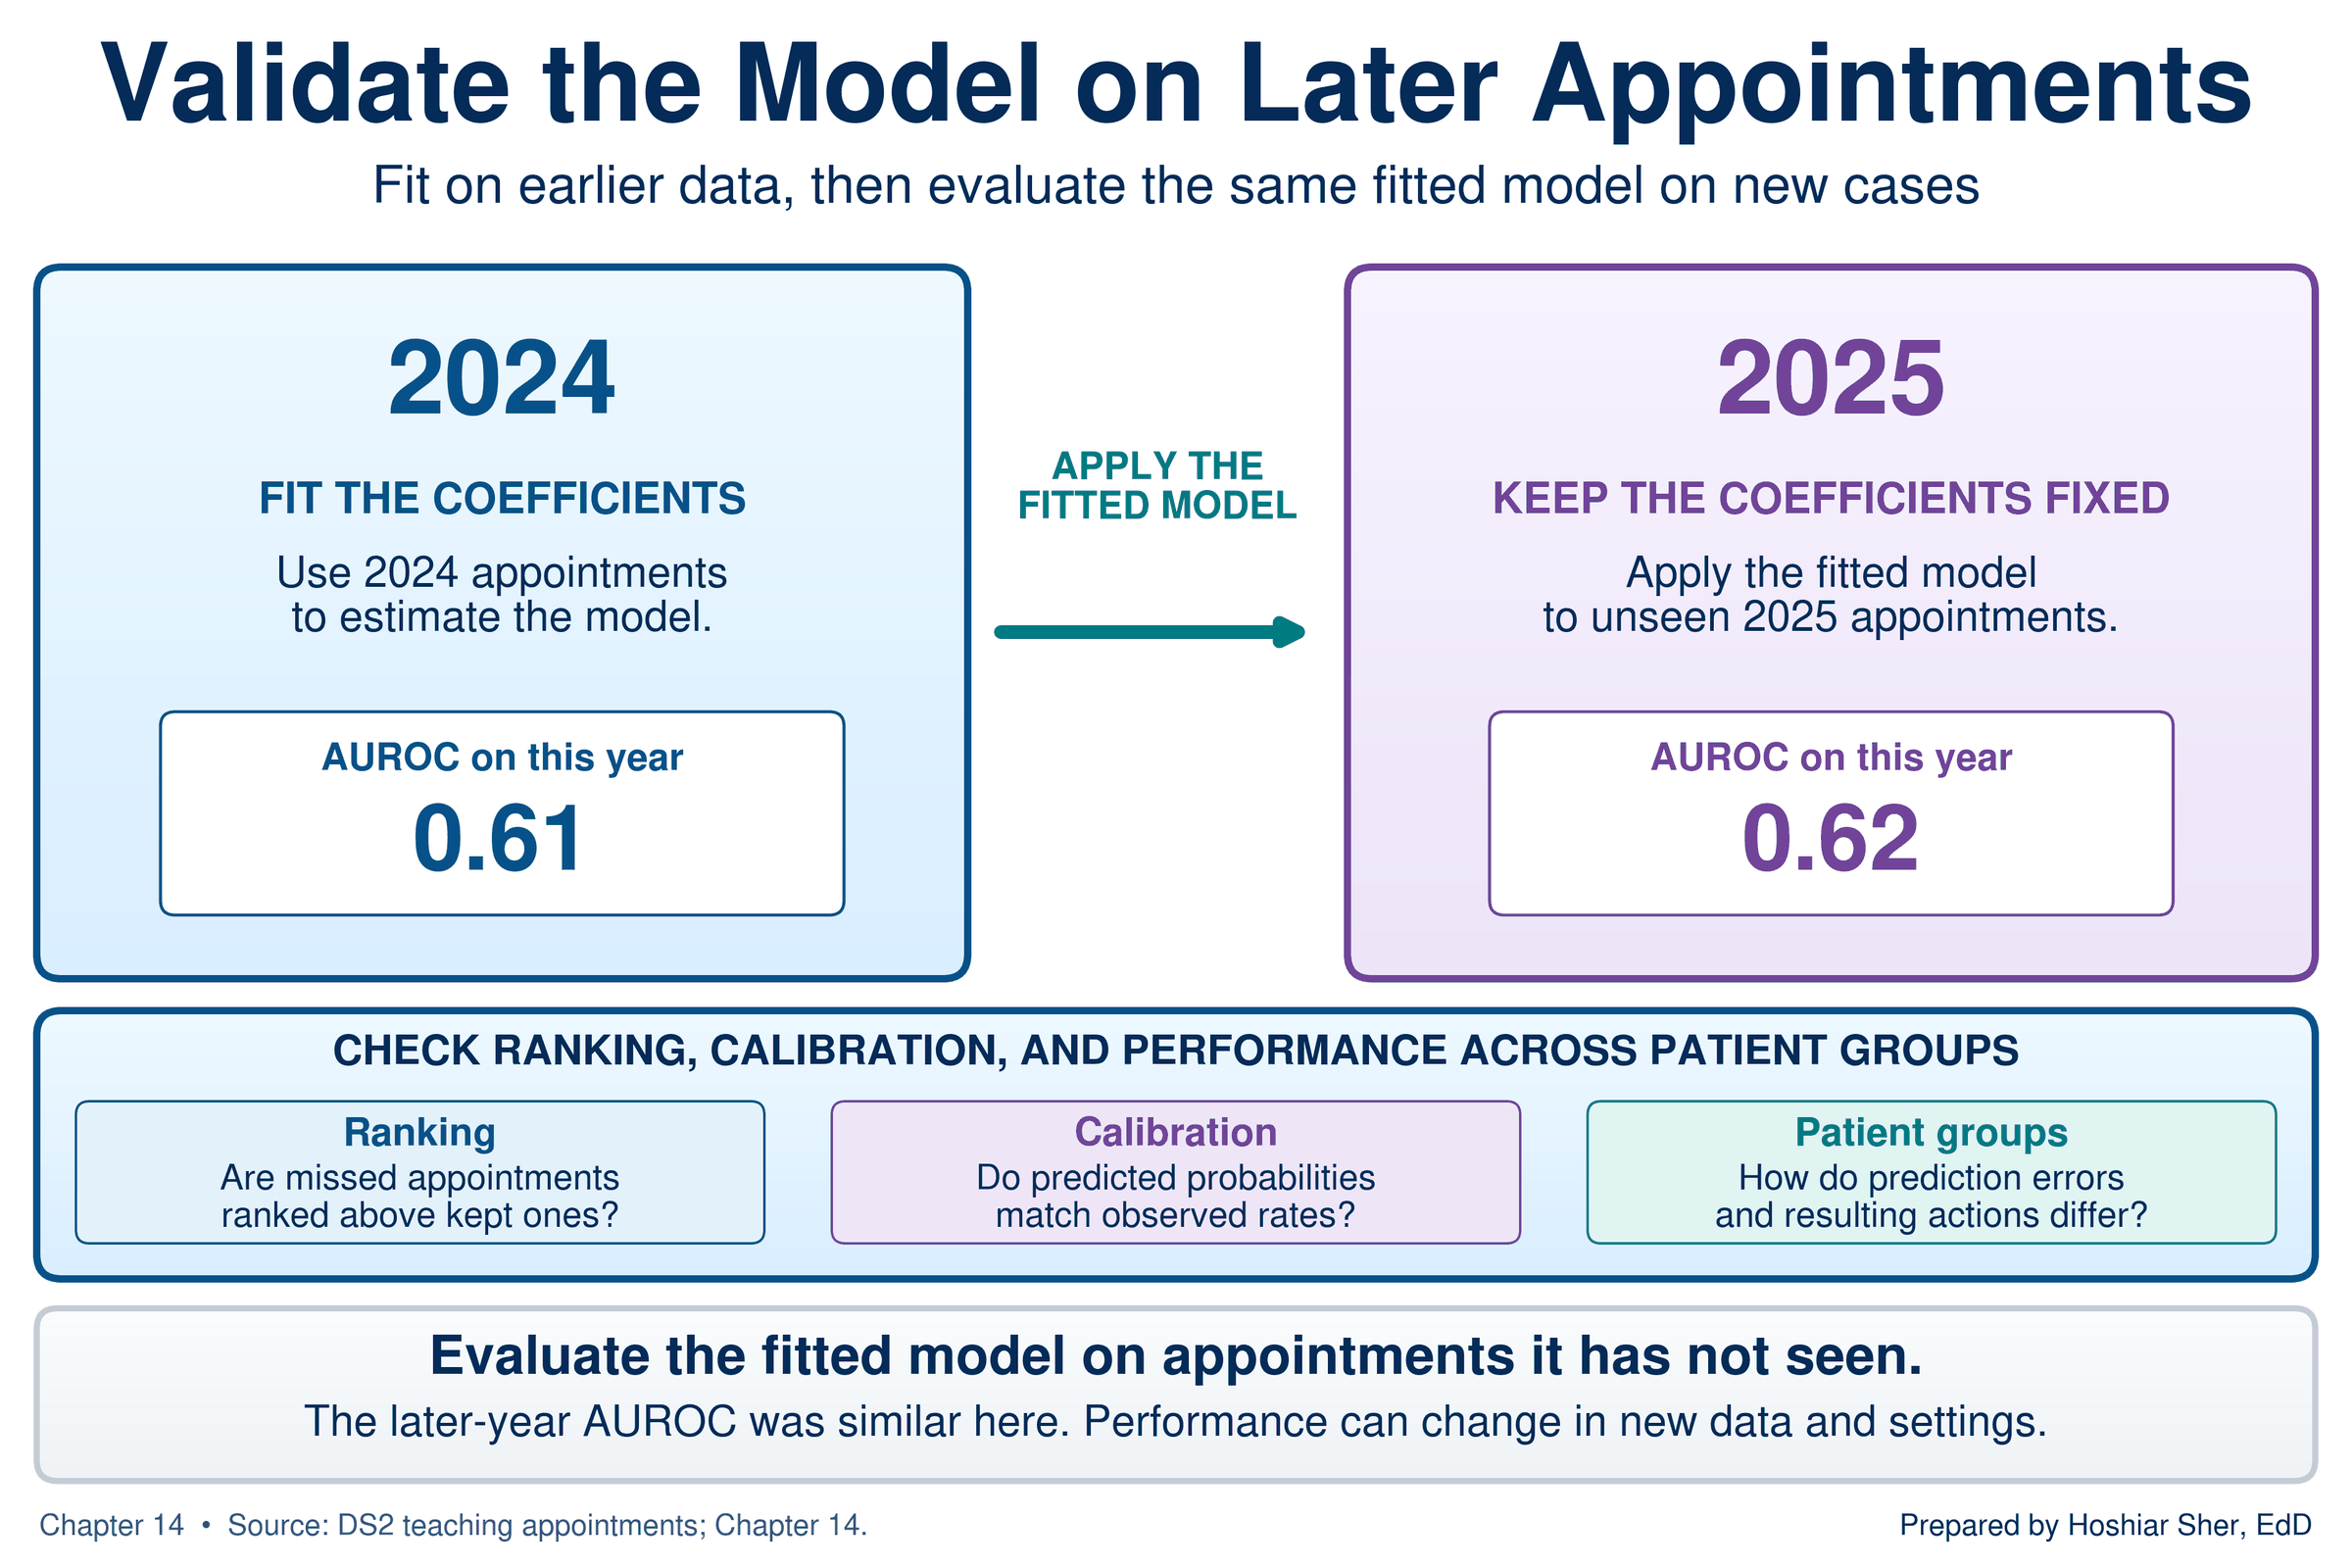 Validate the Model on Later Appointments
Fit on earlier data, then evaluate the same fitted model on new cases
2024
FIT THE COEFFICIENTS
Use 2024 appointments
to estimate the model.
AUROC on this year
0.61
APPLY THE
FITTED MODEL
2025
KEEP THE COEFFICIENTS FIXED
Apply the fitted model
to unseen 2025 appointments.
AUROC on this year
0.62
CHECK RANKING, CALIBRATION, AND PERFORMANCE ACROSS PATIENT GROUPS
Ranking
Are missed appointments
ranked above kept ones?
Calibration
Do predicted probabilities
match observed rates?
Patient groups
How do prediction errors
and resulting actions differ?
Evaluate the fitted model on appointments it has not seen.
The later-year AUROC was similar here. Performance can change in new data and settings.
Chapter 14 • Source: DS2 teaching appointments; Chapter 14.
Prepared by Hoshiar Sher, EdD